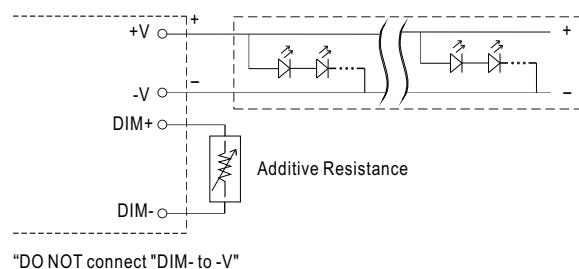 +
+V
+
−
-V
−
DIM+
Additive Resistance
DIM-
“DO NOT connect "DIM- to -V"